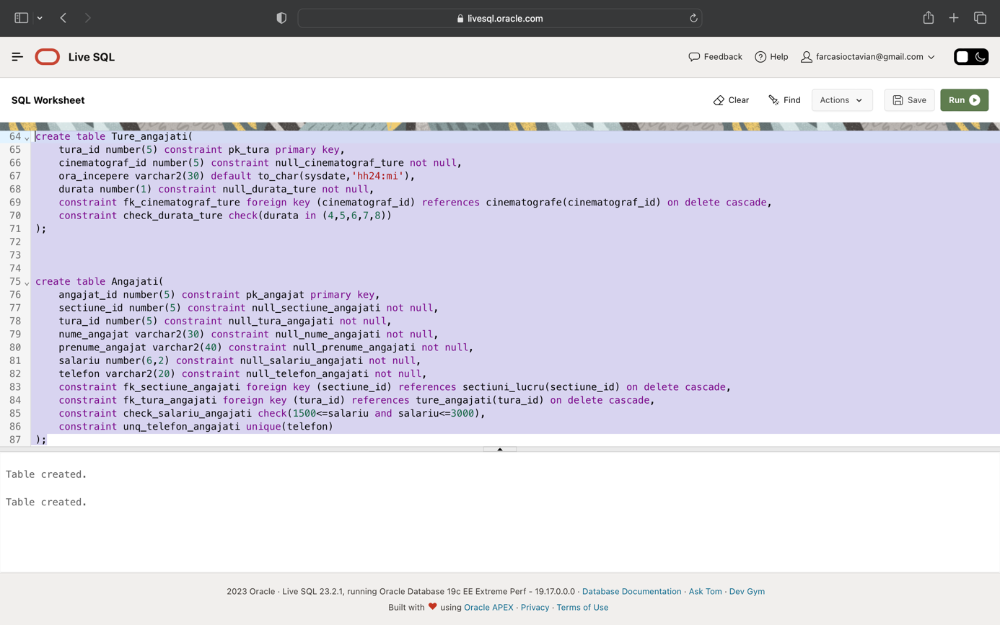 livesql.oracle.com
Live SQL
Feedback
Help
farcasioctavian@gmail.com
SQL Worksheet
Clear
Find
Actions
Save
Run
64 create table Ture_angajati(
65 tura_id number(5) constraint pk_tura primary key,
66 cinematograf_id number(5) constraint null_cinematograf_ture not null,
67 ora_incepere varchar2(30) default to_char(sysdate,'hh24:mi'),
68 durata number(1) constraint null_durata_ture not null,
69 constraint fk_cinematograf_ture foreign key (cinematograf_id) references cinematografe(cinematograf_id) on delete cascade,
70 constraint check_durata_ture check(durata in (4,5,6,7,8))
71 );
72
73
74
75 create table Angajati(
76 angajat_id number(5) constraint pk_angajat primary key,
77 sectiune_id number(5) constraint null_sectiune_angajati not null,
78 tura_id number(5) constraint null_tura_angajati not null,
79 nume_angajat varchar2(30) constraint null_nume_angajati not null,
80 prenume_angajat varchar2(40) constraint null_prenume_angajati not null,
81 salariu number(6,2) constraint null_salariu_angajati not null,
82 telefon varchar2(20) constraint null_telefon_angajati not null,
83 constraint fk_sectiune_angajati foreign key (sectiune_id) references sectiuni_lucru(sectiune_id) on delete cascade,
84 constraint fk_tura_angajati foreign key (tura_id) references ture_angajati(tura_id) on delete cascade,
85 constraint check_salariu_angajati check(1500<=salariu and salariu<=3000),
86 constraint unq_telefon_angajati unique(telefon)
87 );
Table created.
Table created.
2023 Oracle · Live SQL 23.2.1, running Oracle Database 19c EE Extreme Perf - 19.17.0.0.0 · Database Documentation · Ask Tom · Dev Gym
Built with ❤ using Oracle APEX · Privacy · Terms of Use